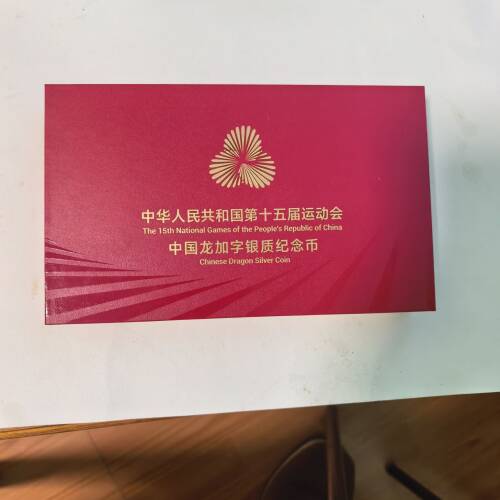 中华人民共和国第十五届运动会
The 15th National Games of the People's Republic of China
中国龙加字银质纪念币
Chinese Dragon Silver Coin